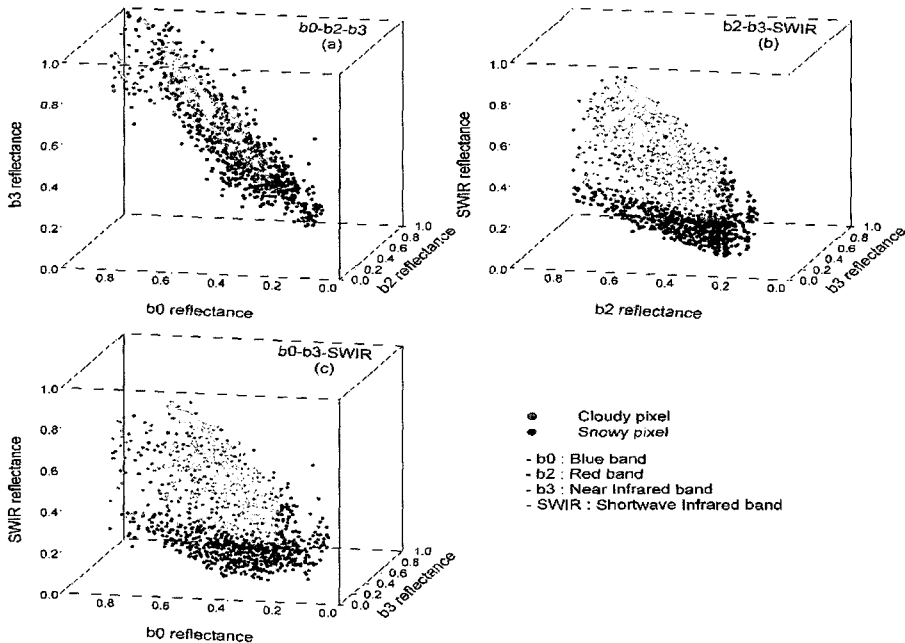 b0-b2-b3
(a)
b3 reflectance
1.0
0.8
0.6
0.4
0.2
0.0
0.8
0.6
0.4
0.2
0.0
b0 reflectance
0.0
0.2
0.4
0.6
0.8
1.0
b2 reflectance
b2-b3-SWIR
(b)
SWIR reflectance
1.0
0.8
0.6
0.4
0.2
0.0
0.8
0.6
0.4
0.2
0.0
b2 reflectance
0.0
0.2
0.4
0.6
0.8
1.0
b3 reflectance
b0-b3-SWIR
(c)
SWIR reflectance
1.0
0.8
0.6
0.4
0.2
0.0
0.8
0.6
0.4
0.2
0.0
b0 reflectance
0.0
0.2
0.4
0.6
0.8
1.0
b3 reflectance
Cloudy pixel
Snowy pixel
- b0 : Blue band
- b2 : Red band
- b3 : Near Infrared band
- SWIR : Shortwave Infrared band